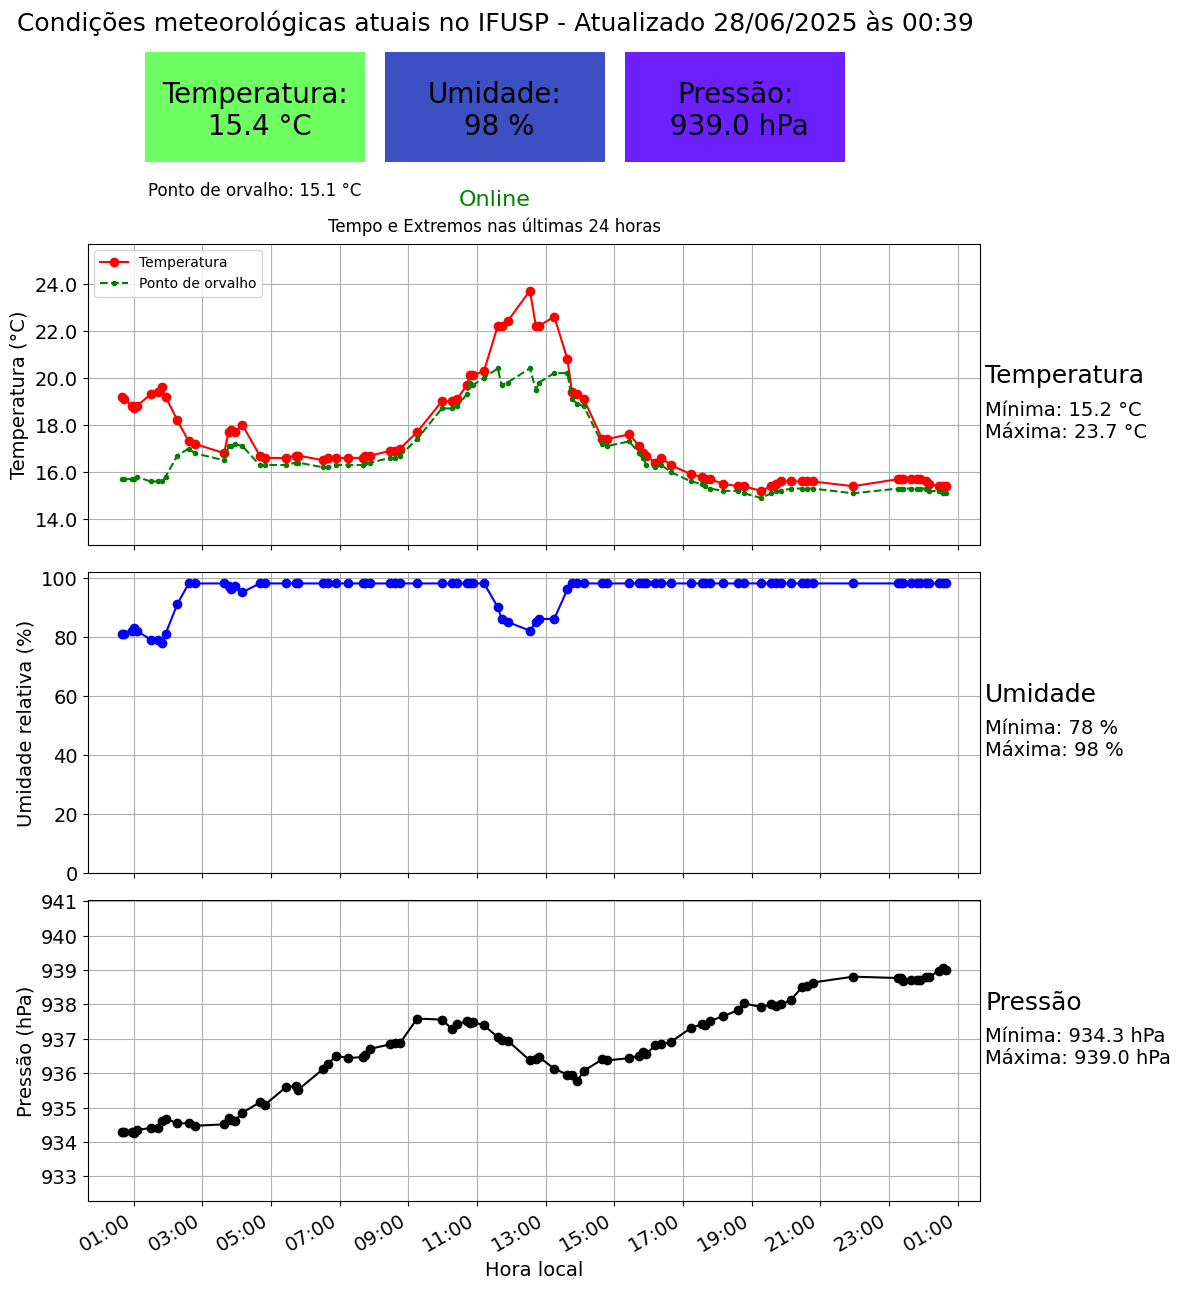 Condições meteorológicas atuais no IFUSP - Atualizado 28/06/2025 às 00:39
Temperatura:
15.4 °C
Umidade:
98 %
Pressão:
939.0 hPa
Ponto de orvalho: 15.1 °C
Online
Tempo e Extremos nas últimas 24 horas
Temperatura
Ponto de orvalho
Temperatura (°C)
24.0
22.0
20.0
18.0
16.0
14.0
Temperatura
Mínima: 15.2 °C
Máxima: 23.7 °C
Umidade relativa (%)
100
80
60
40
20
0
Umidade
Mínima: 78 %
Máxima: 98 %
Pressão (hPa)
941
940
939
938
937
936
935
934
933
Pressão
Mínima: 934.3 hPa
Máxima: 939.0 hPa
01:00 03:00 05:00 07:00 09:00 11:00 13:00 15:00 17:00 19:00 21:00 23:00 01:00
Hora local